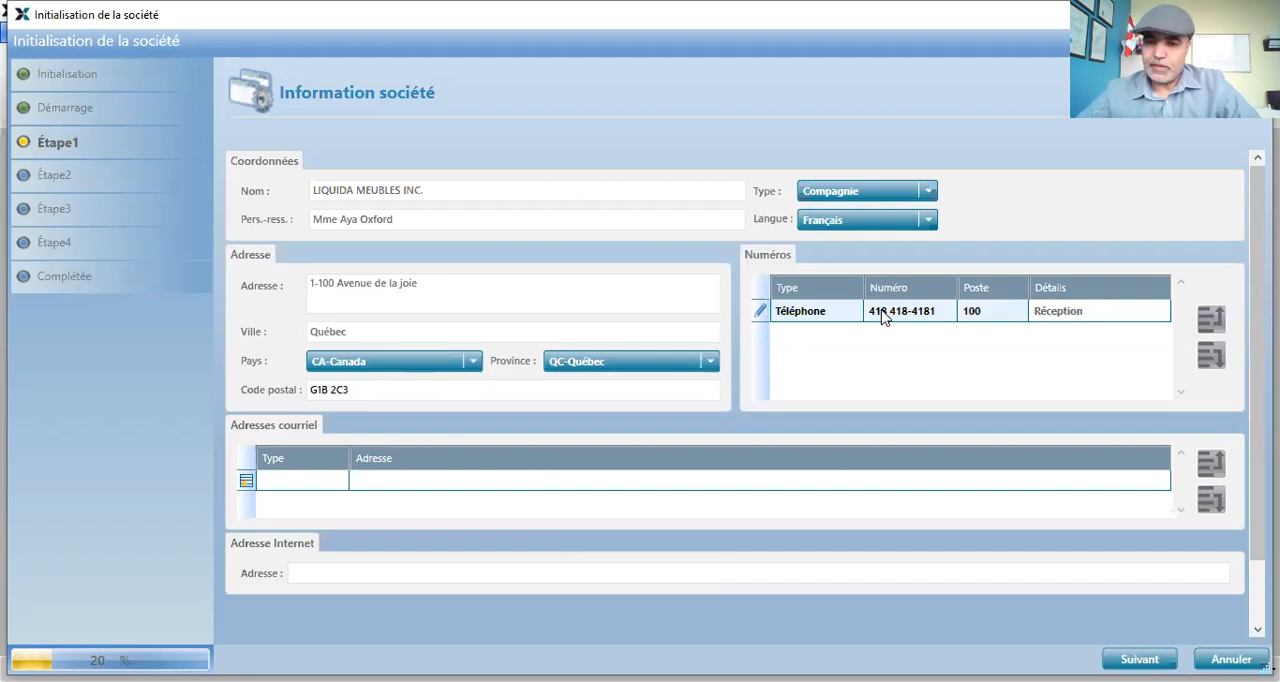 Initialisation de la société
Initialisation de la société
Initialisation
Démarrage
Étape1
Étape2
Étape3
Étape4
Complétée
20 %
Information société
Coordonnées
Nom : LIQUIDA MEUBLES INC. Type : Compagnie
Pers.-ress. : Mme Aya Oxford Langue : Français
Adresse
Adresse : 1-100 Avenue de la joie
Ville : Québec
Pays : CA-Canada Province : QC-Québec
Code postal : G1B 2C3
Numéros
Type Numéro Poste Détails
Téléphone 418 418-4181 100 Réception
Adresses courriel
Type Adresse
Adresse Internet
Adresse :
Suivant Annuler